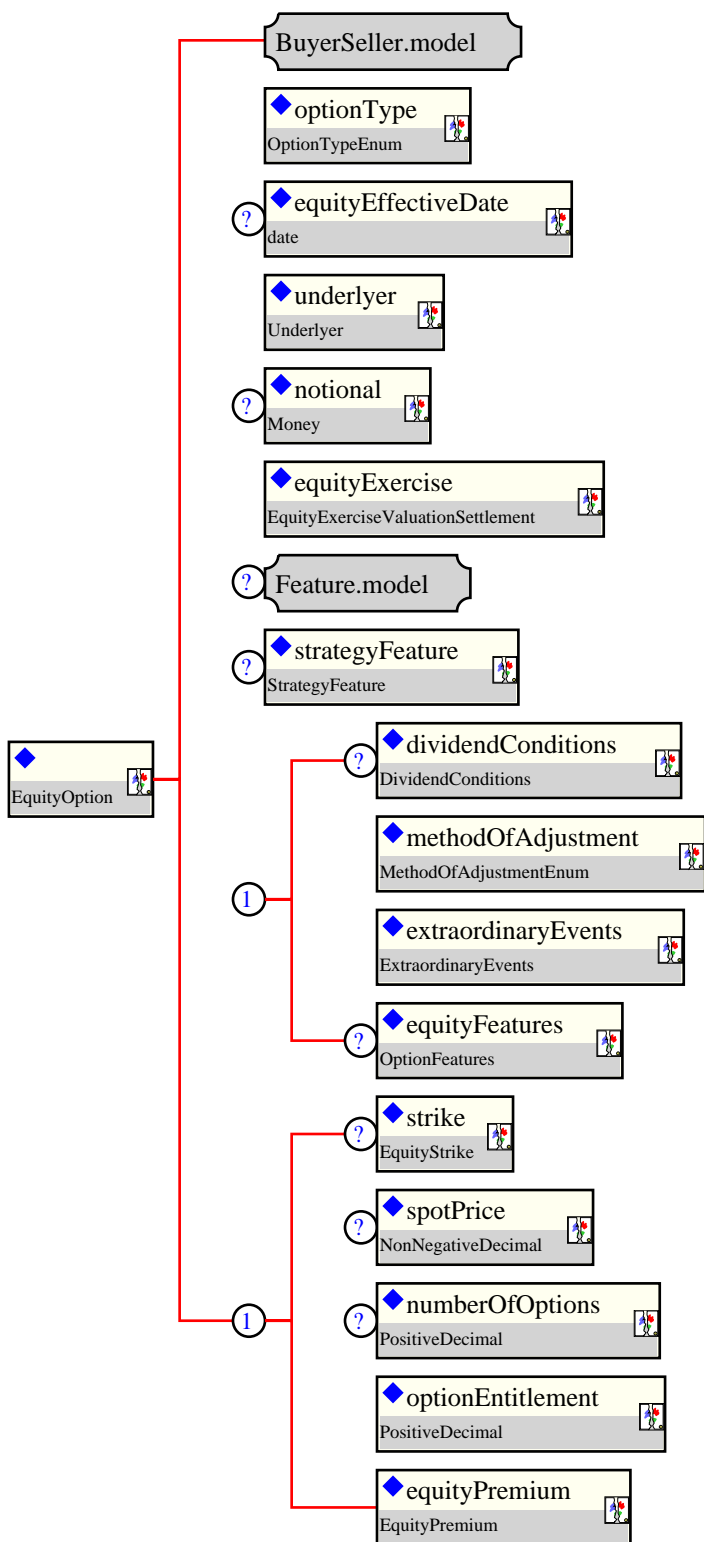 BuyerSeller.model
optionType
OptionTypeEnum
?
equityEffectiveDate
date
underlyer
Underlyer
?
notional
Money
equityExercise
EquityExerciseValuationSettlement
?
Feature.model
?
strategyFeature
StrategyFeature
EquityOption
?
dividendConditions
DividendConditions
methodOfAdjustment
MethodOfAdjustmentEnum
1
extraordinaryEvents
ExtraordinaryEvents
?
equityFeatures
OptionFeatures
?
strike
EquityStrike
?
spotPrice
NonNegativeDecimal
1
?
numberOfOptions
PositiveDecimal
optionEntitlement
PositiveDecimal
equityPremium
EquityPremium